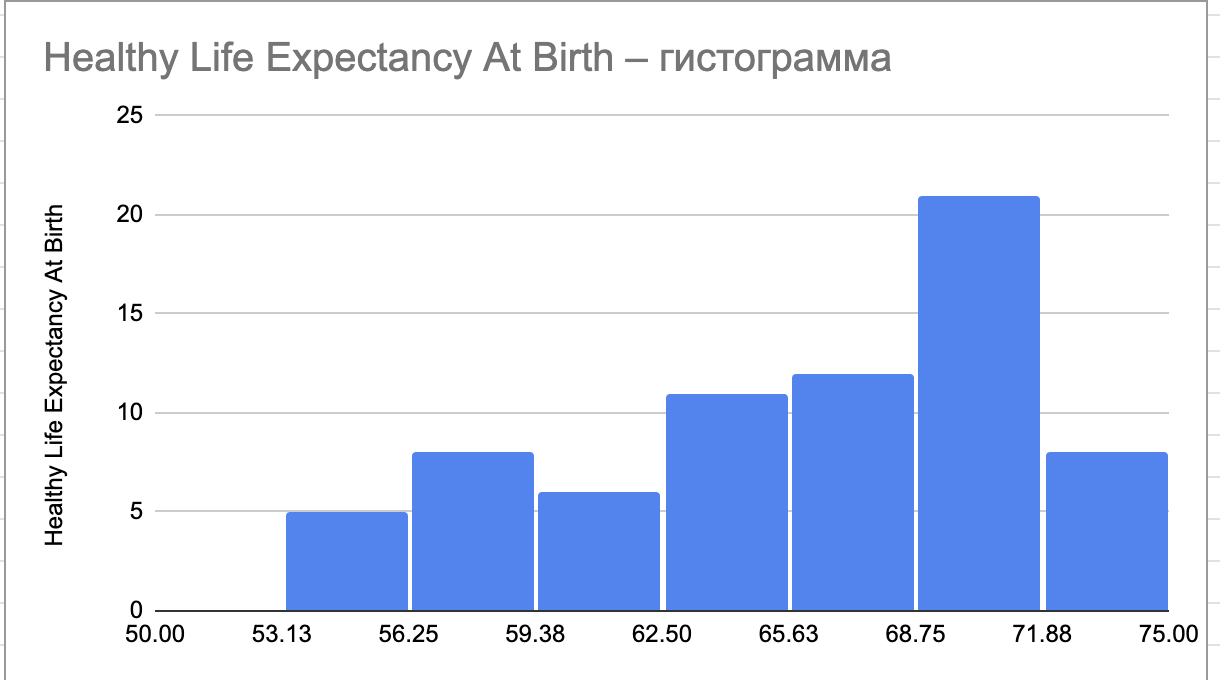 Healthy Life Expectancy At Birth – гистограмма
Healthy Life Expectancy At Birth
25
20
15
10
5
0
50.00 53.13 56.25 59.38 62.50 65.63 68.75 71.88 75.00